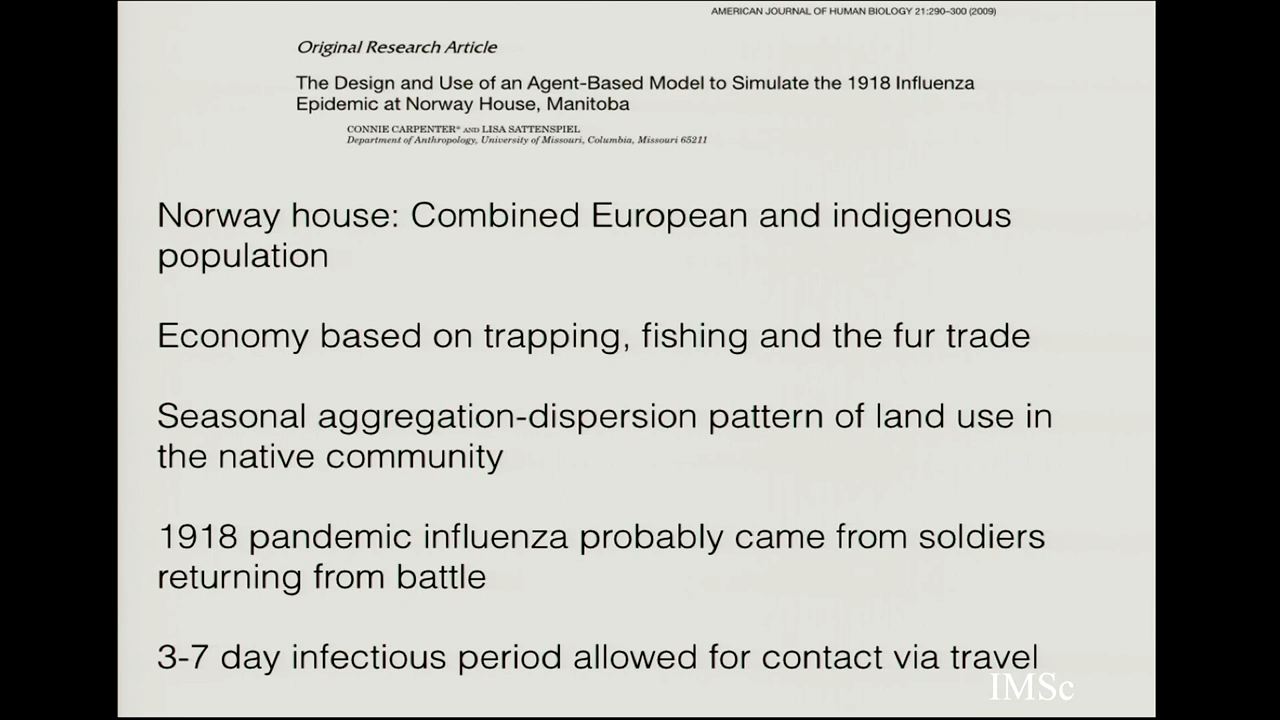 AMERICAN JOURNAL OF HUMAN BIOLOGY 21:290–300 (2009)
Original Research Article
The Design and Use of an Agent-Based Model to Simulate the 1918 Influenza
Epidemic at Norway House, Manitoba
CONNIE CARPENTER* AND LISA SATTENSPIEL
Department of Anthropology, University of Missouri, Columbia, Missouri 65211
Norway house: Combined European and indigenous
population
Economy based on trapping, fishing and the fur trade
Seasonal aggregation-dispersion pattern of land use in
the native community
1918 pandemic influenza probably came from soldiers
returning from battle
3-7 day infectious period allowed for contact via travel
IMSc